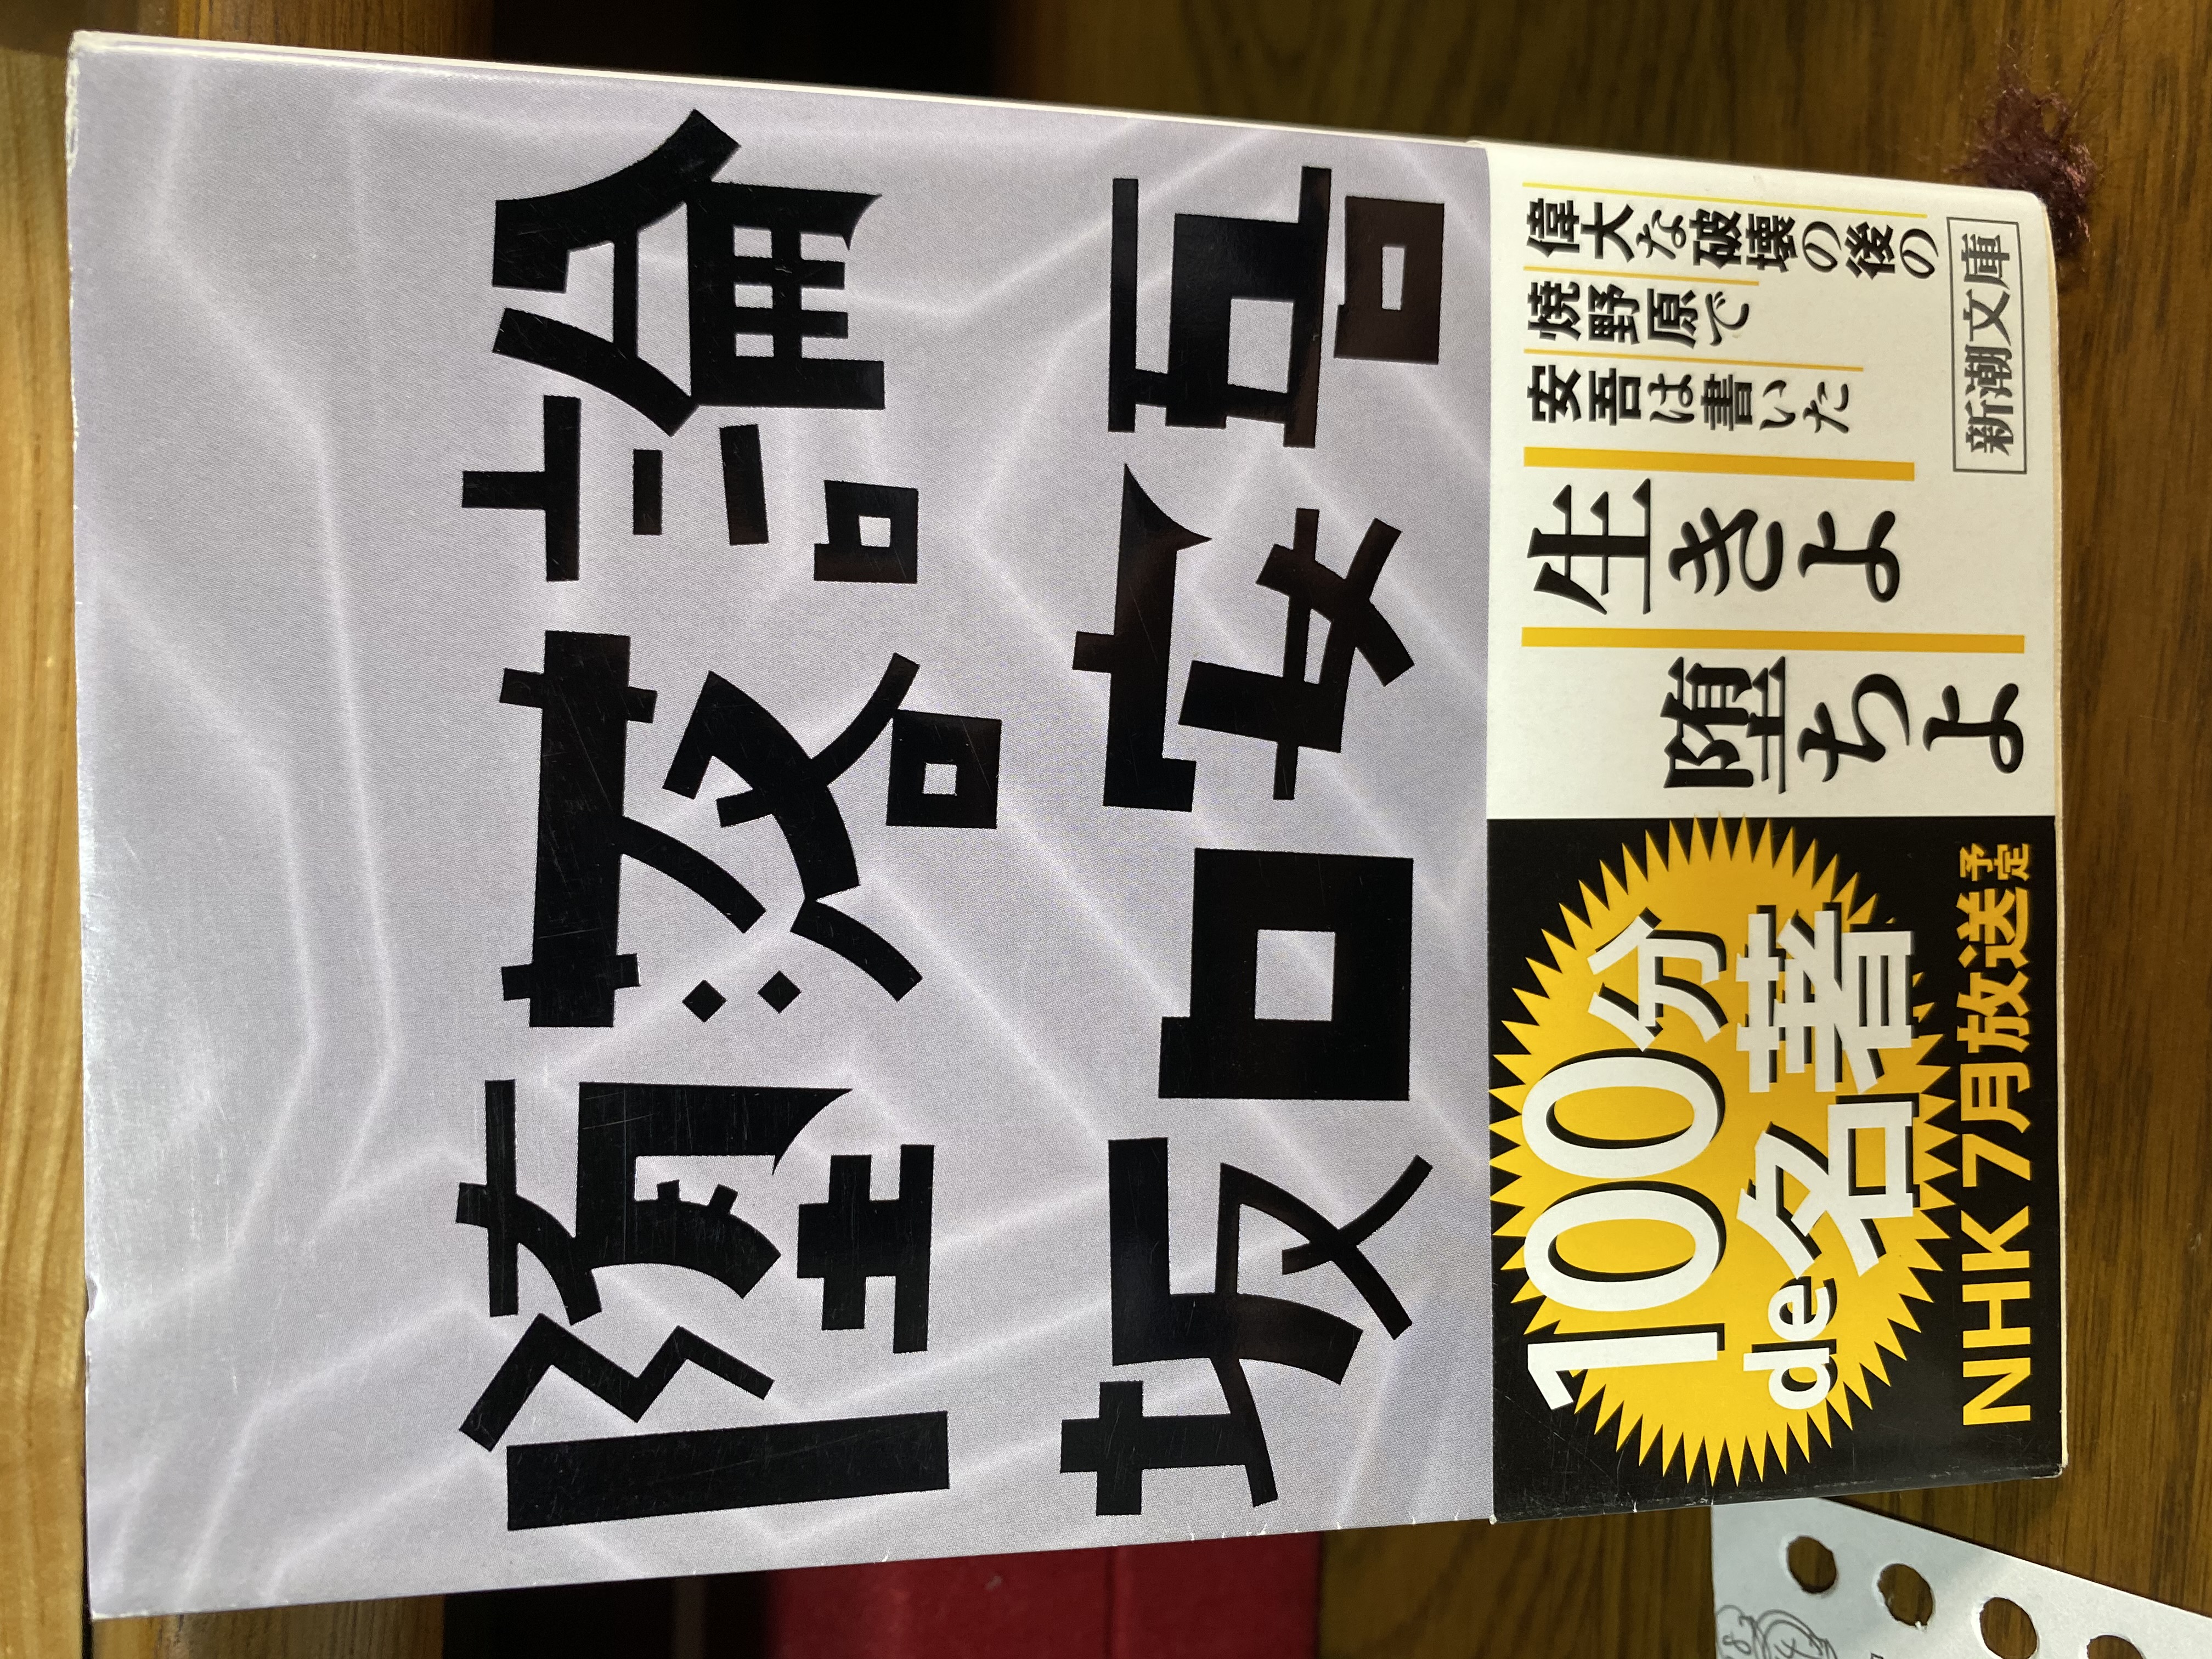 堕落論
坂口安吾
偉大な破壊の後の
焼野原で
安吾は書いた
生きよ
堕ちよ
新潮文庫
100分
de名著
NHK 7月放送予定